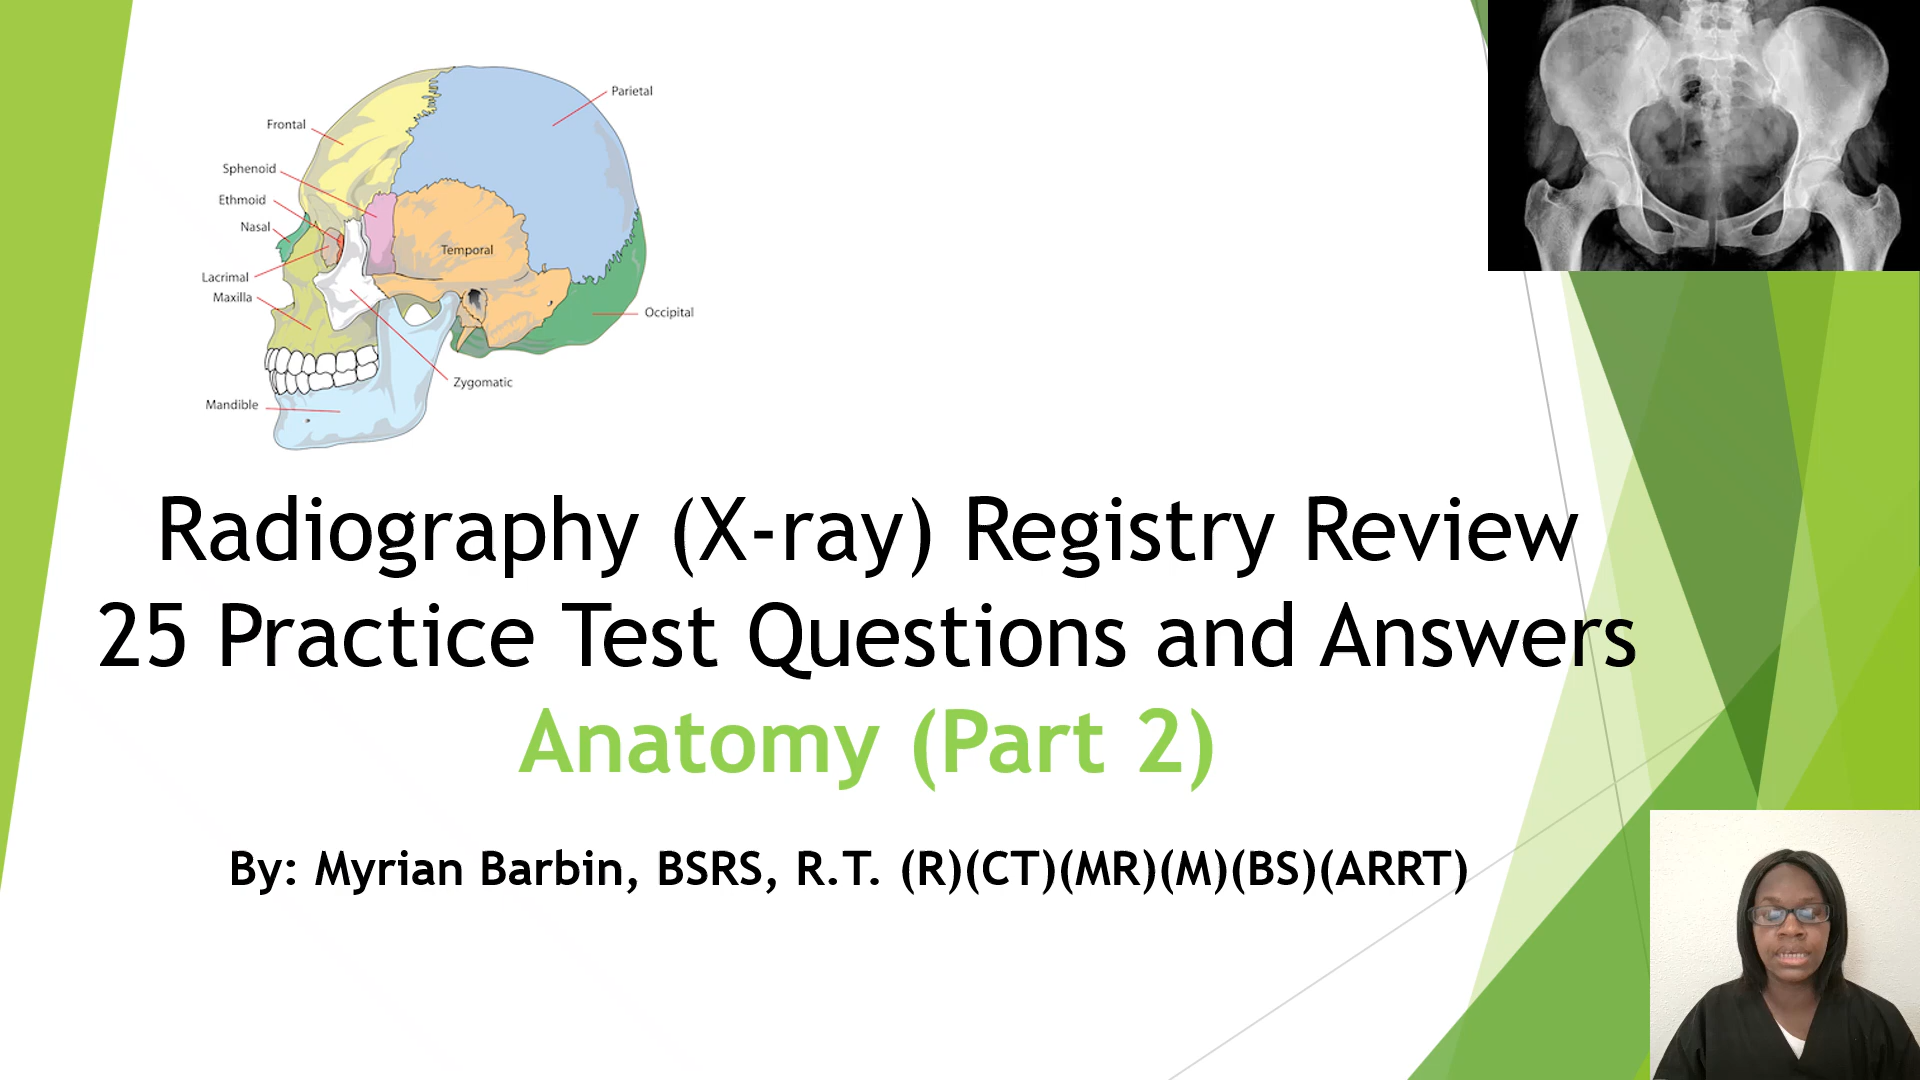 Parietal
Frontal
Sphenoid
Ethmoid
Nasal
Temporal
Lacrimal
Maxilla
Occipital
Zygomatic
Mandible
Radiography (X-ray) Registry Review
25 Practice Test Questions and Answers
Anatomy (Part 2)
By: Myrian Barbin, BSRS, R.T. (R)(CT)(MR)(M)(BS)(ARRT)